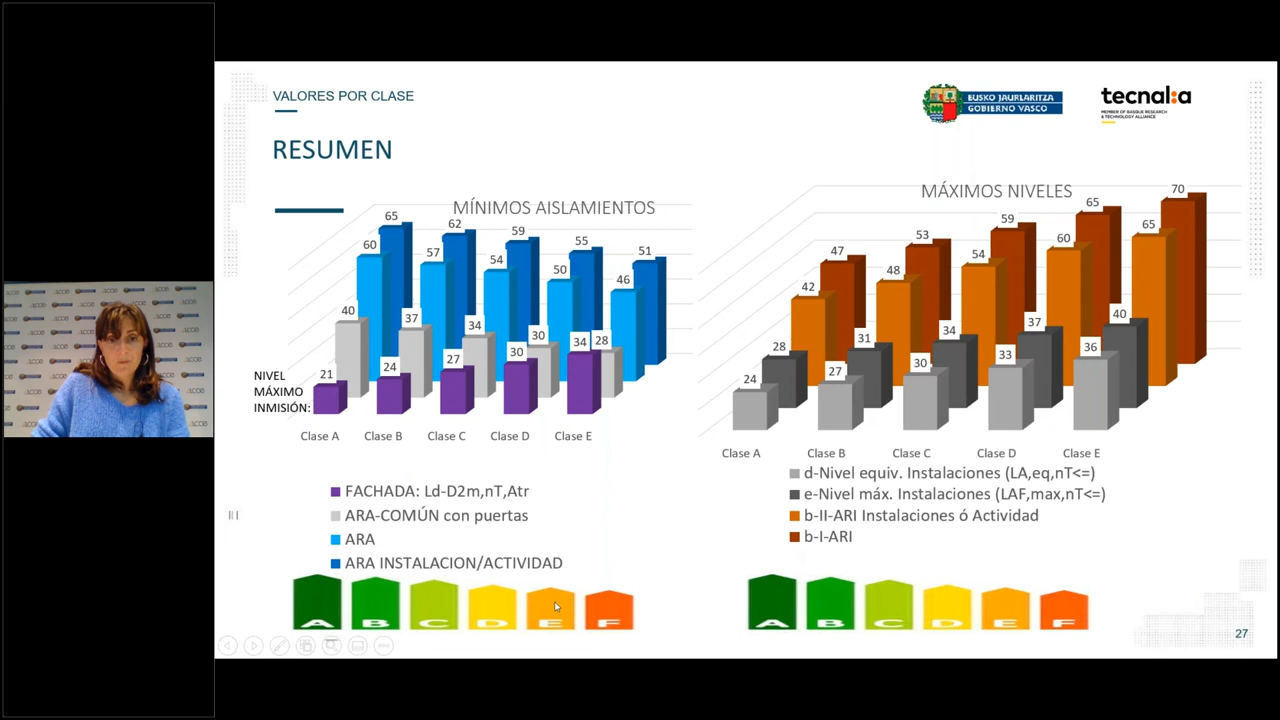 VALORES POR CLASE
EUSKO JAURLARITZA
GOBIERNO VASCO
tecnal:a
MEMBER OF BASQUE RESEARCH
& TECHNOLOGY ALLIANCE
RESUMEN
MÍNIMOS AISLAMIENTOS
65
62
59
55
51
60
57
54
50
46
40
37
34
30
28
21
24
27
30
34
NIVEL
MÁXIMO
INMISIÓN:
Clase A
Clase B
Clase C
Clase D
Clase E
FACHADA: Ld-D2m,nT,Atr
ARA-COMÚN con puertas
ARA
ARA INSTALACION/ACTIVIDAD
A
B
C
D
E
F
MÁXIMOS NIVELES
47
53
59
65
70
42
48
54
60
65
28
31
34
37
40
24
27
30
33
36
Clase A
Clase B
Clase C
Clase D
Clase E
d-Nivel equiv. Instalaciones (LA,eq,nT<=)
e-Nivel máx. Instalaciones (LAF,max,nT<=)
b-II-ARI Instalaciones ó Actividad
b-I-ARI
A
B
C
D
E
F
27